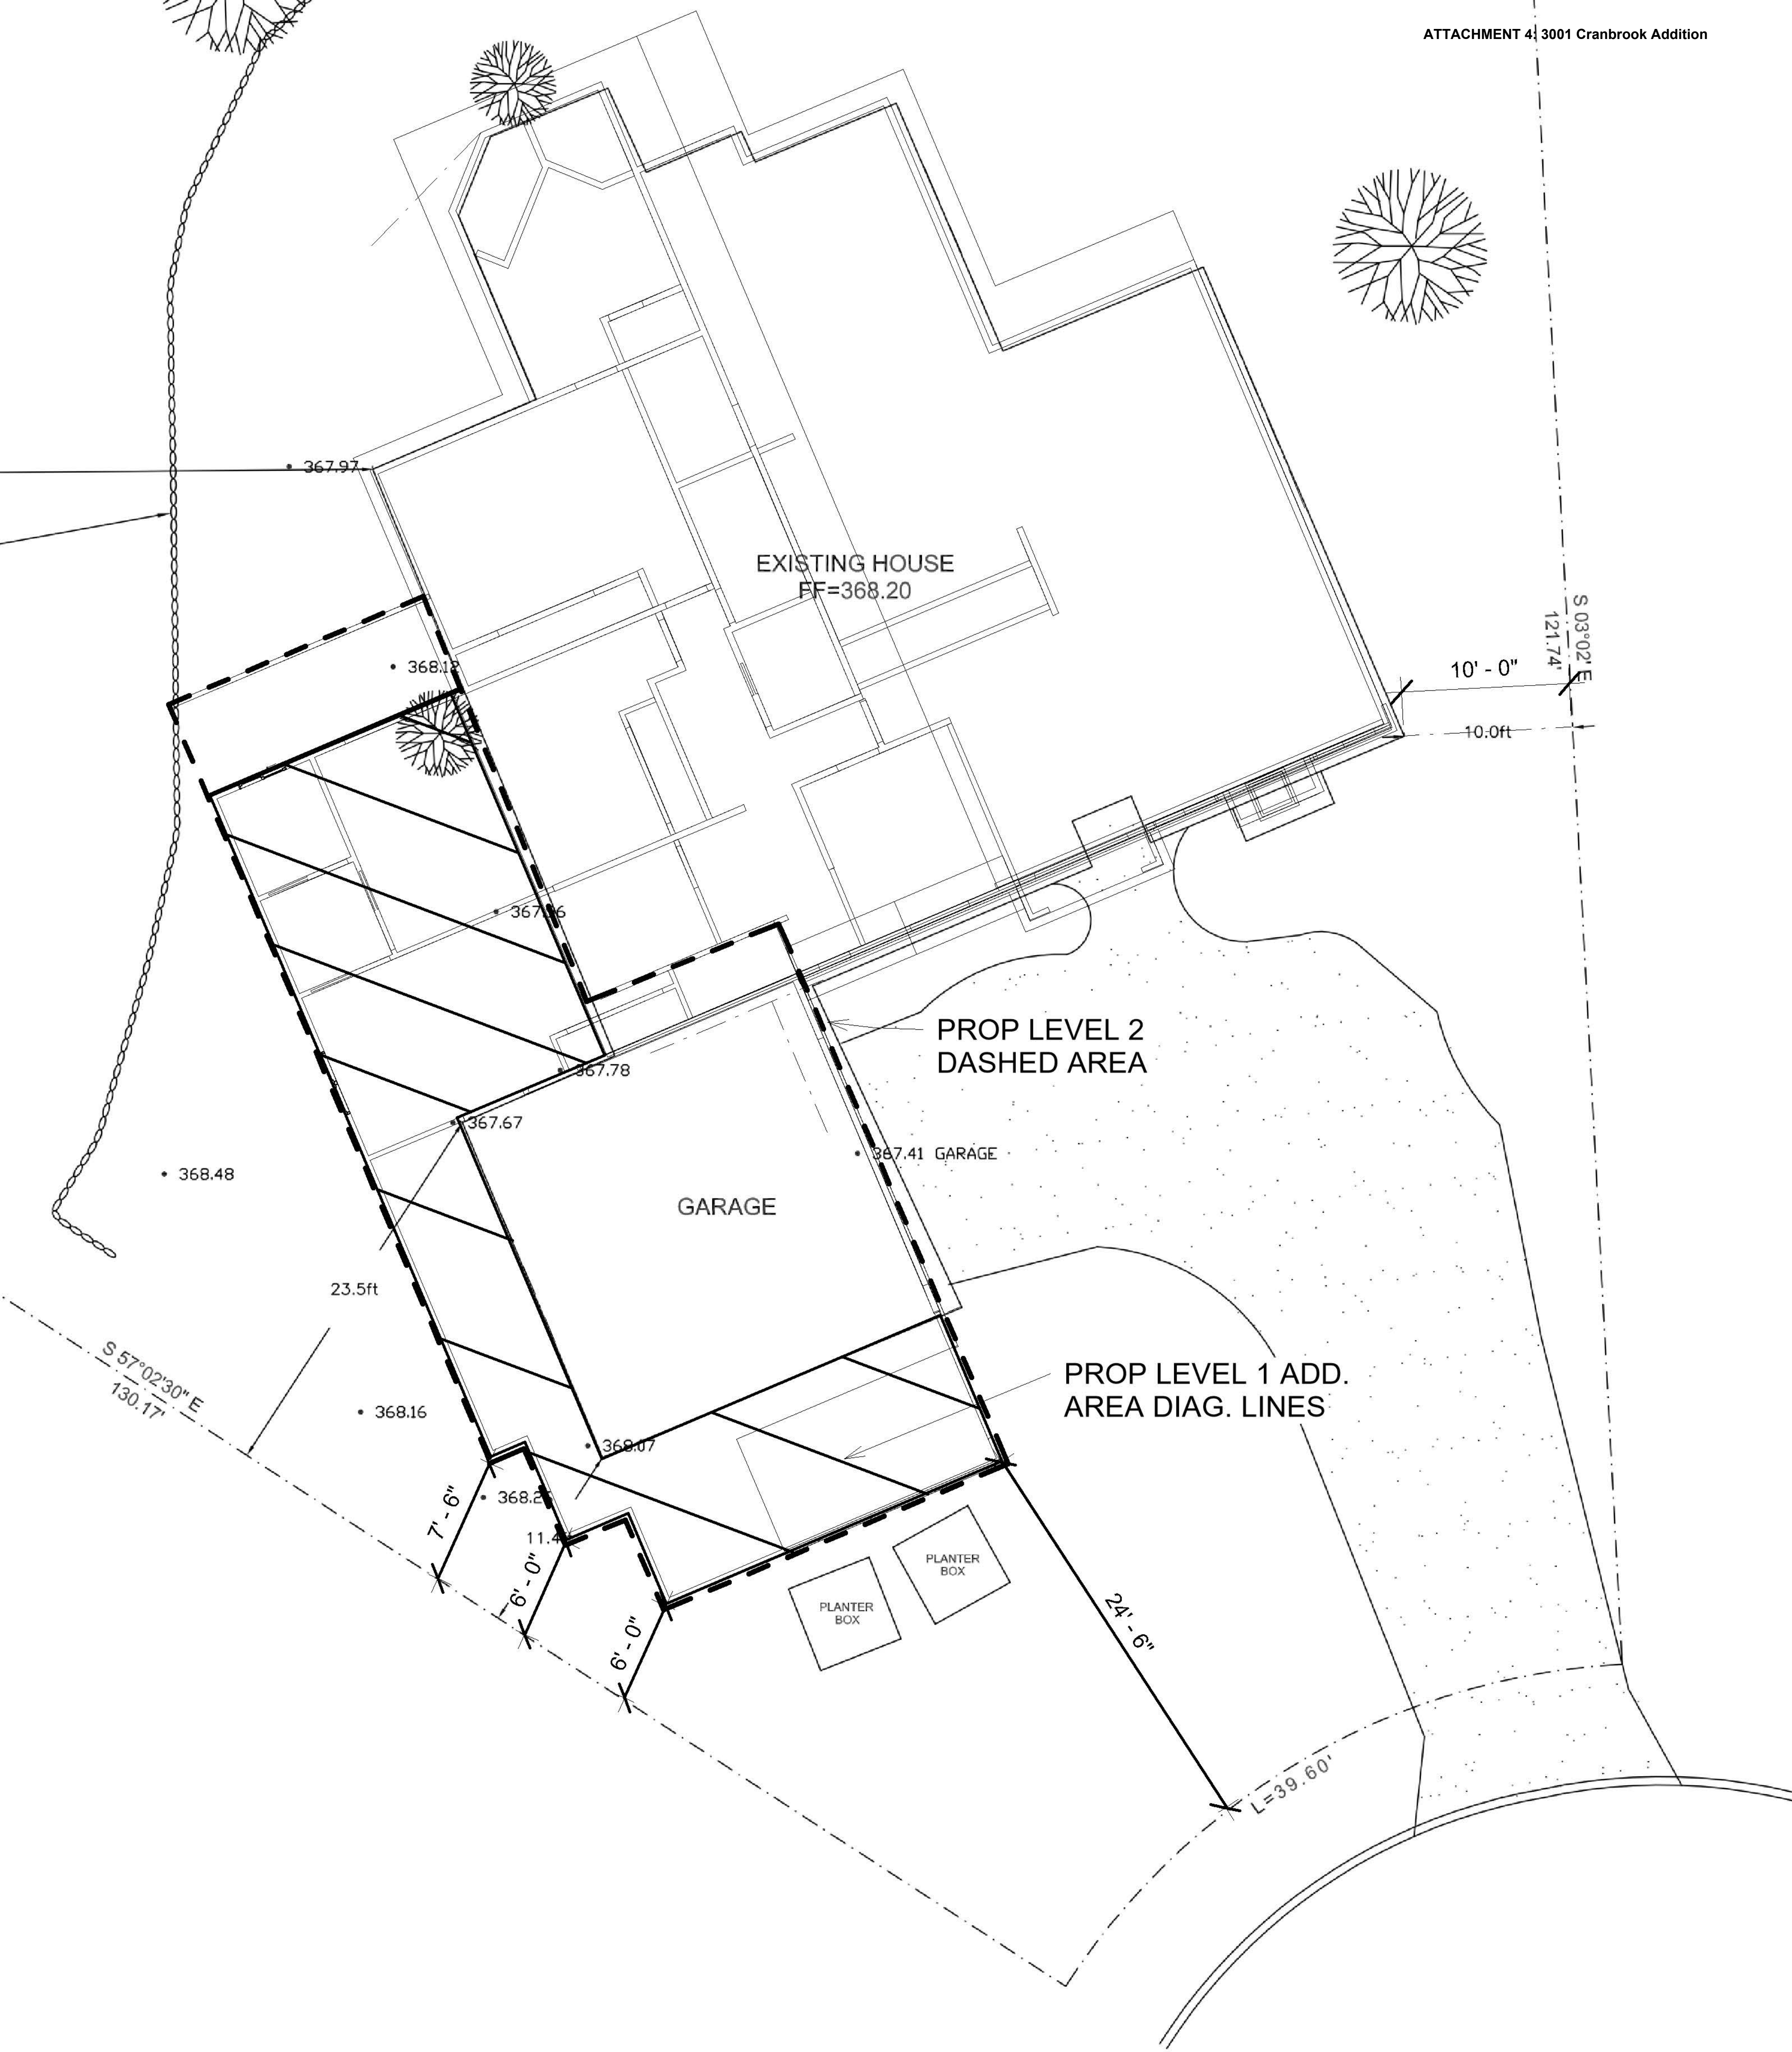 ATTACHMENT 4: 3001 Cranbrook Addition
367.97
EXISTING HOUSE
FF=368.20
S 03°02' E
121.74'
10' - 0"
10.0ft
368.12
367.78
367.67
PROP LEVEL 2
DASHED AREA
367.41 GARAGE
368.48
GARAGE
23.5ft
S 57°02'30" E
130.17'
PROP LEVEL 1 ADD.
AREA DIAG. LINES
368.16
368.07
7' - 6"
6' - 0"
6' - 0"
PLANTER
BOX
PLANTER
BOX
24' - 6"
L=39.60'